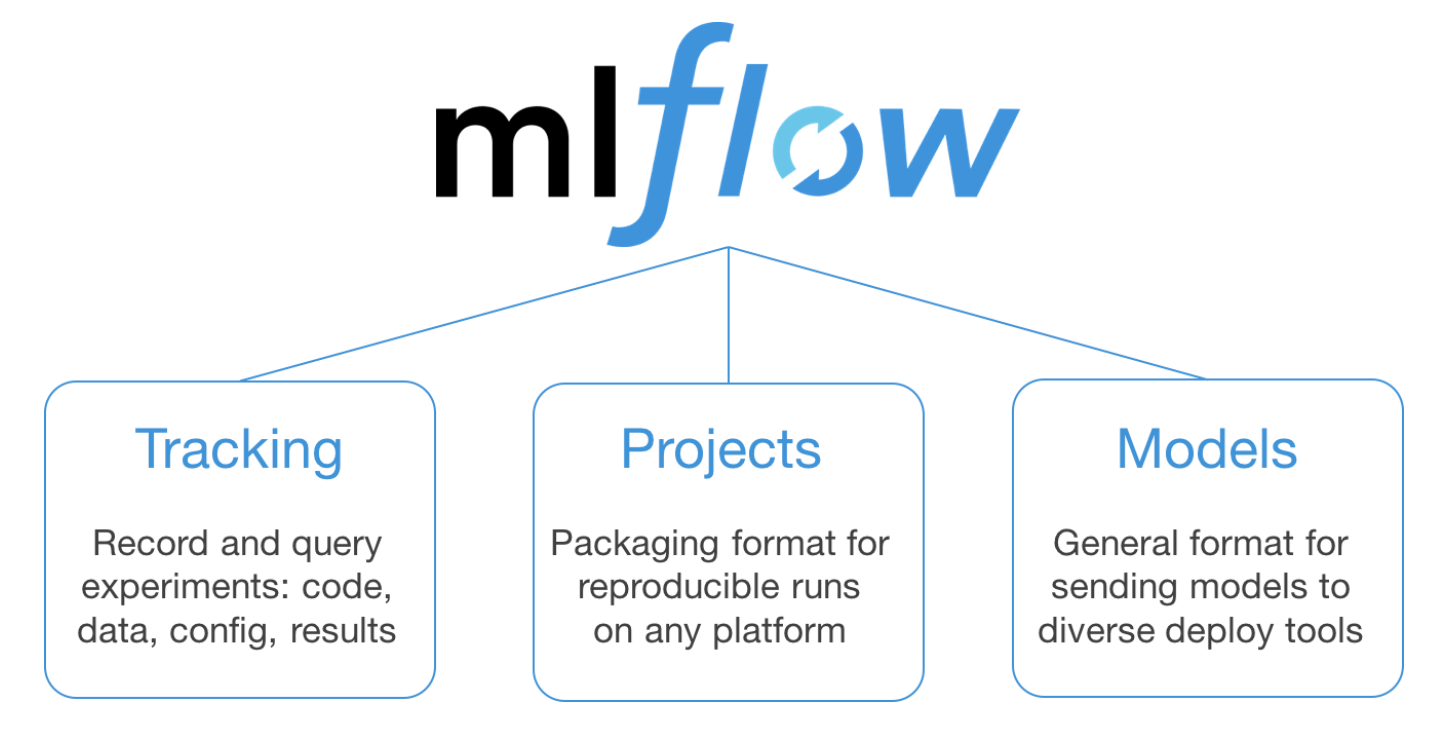 mlflow
Tracking
Record and query
experiments: code,
data, config, results
Projects
Packaging format for
reproducible runs
on any platform
Models
General format for
sending models to
diverse deploy tools